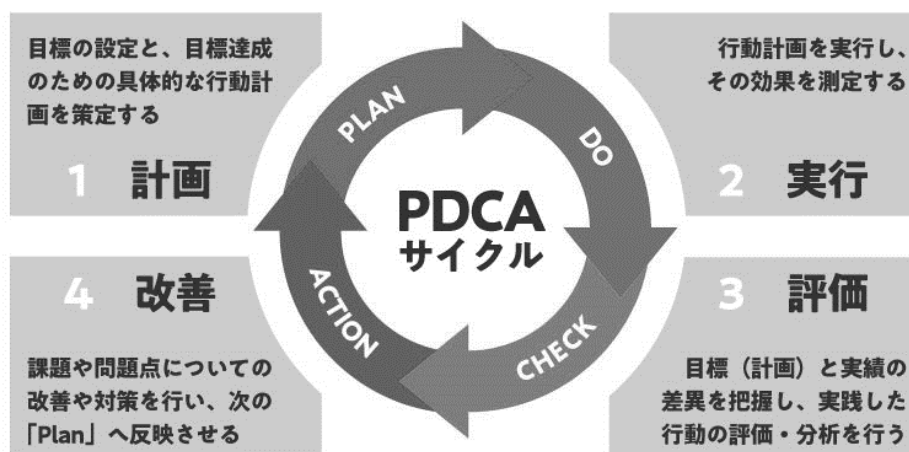 目標の設定と、目標達成
のための具体的な行動計
画を策定する
1 計画
行動計画を実行し、
その効果を測定する
2 実行
PLAN
DO
PDCA
サイクル
ACTION
CHECK
4 改善
課題や問題点についての
改善や対策を行い、次の
「Plan」へ反映させる
3 評価
目標（計画）と実績の
差異を把握し、実践した
行動の評価・分析を行う